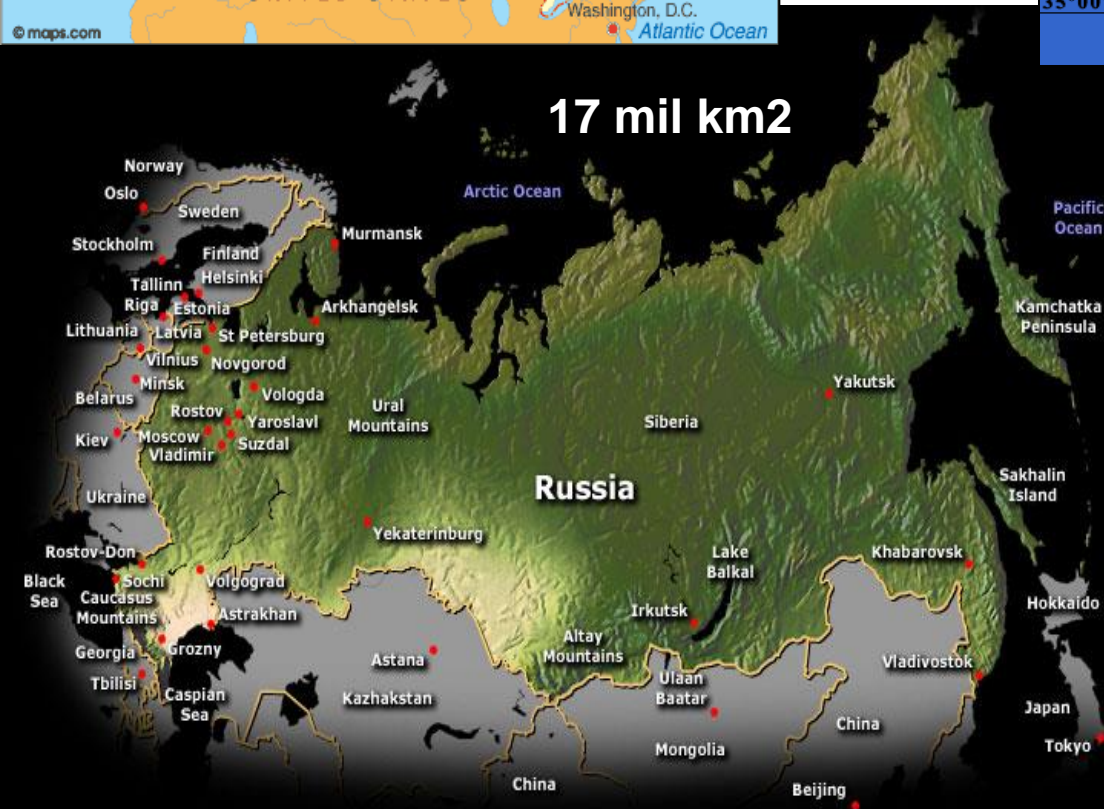 UNITED STATES
Washington, D.C.
© maps.com
Atlantic Ocean
35°00
17 mil km2
Norway
Oslo
Arctic Ocean
Sweden
Pacific
Ocean
Murmansk
Stockholm
Finland
Helsinki
Tallinn
Riga
Estonia
Arkhangelsk
Kamchatka
Peninsula
Lithuania
Latvia
St Petersburg
Vilnius
Novgorod
Minsk
Belarus
Vologda
Yakutsk
Rostov
Yaroslavl
Ural
Mountains
Siberia
Kiev
Moscow
Suzdal
Vladimir
Russia
Sakhalin
Island
Ukraine
Yekaterinburg
Rostov-Don
Lake
Balkal
Khabarovsk
Black
Sea
Sochi
Volgograd
Caucasus
Mountains
Astrakhan
Irkutsk
Hokkaido
Georgia
Grozny
Altay
Mountains
Astana
Vladivostok
Tbilisi
Caspian
Sea
Kazhakstan
Ulaan
Baatar
China
Japan
Mongolia
Tokyo
China
Beijing